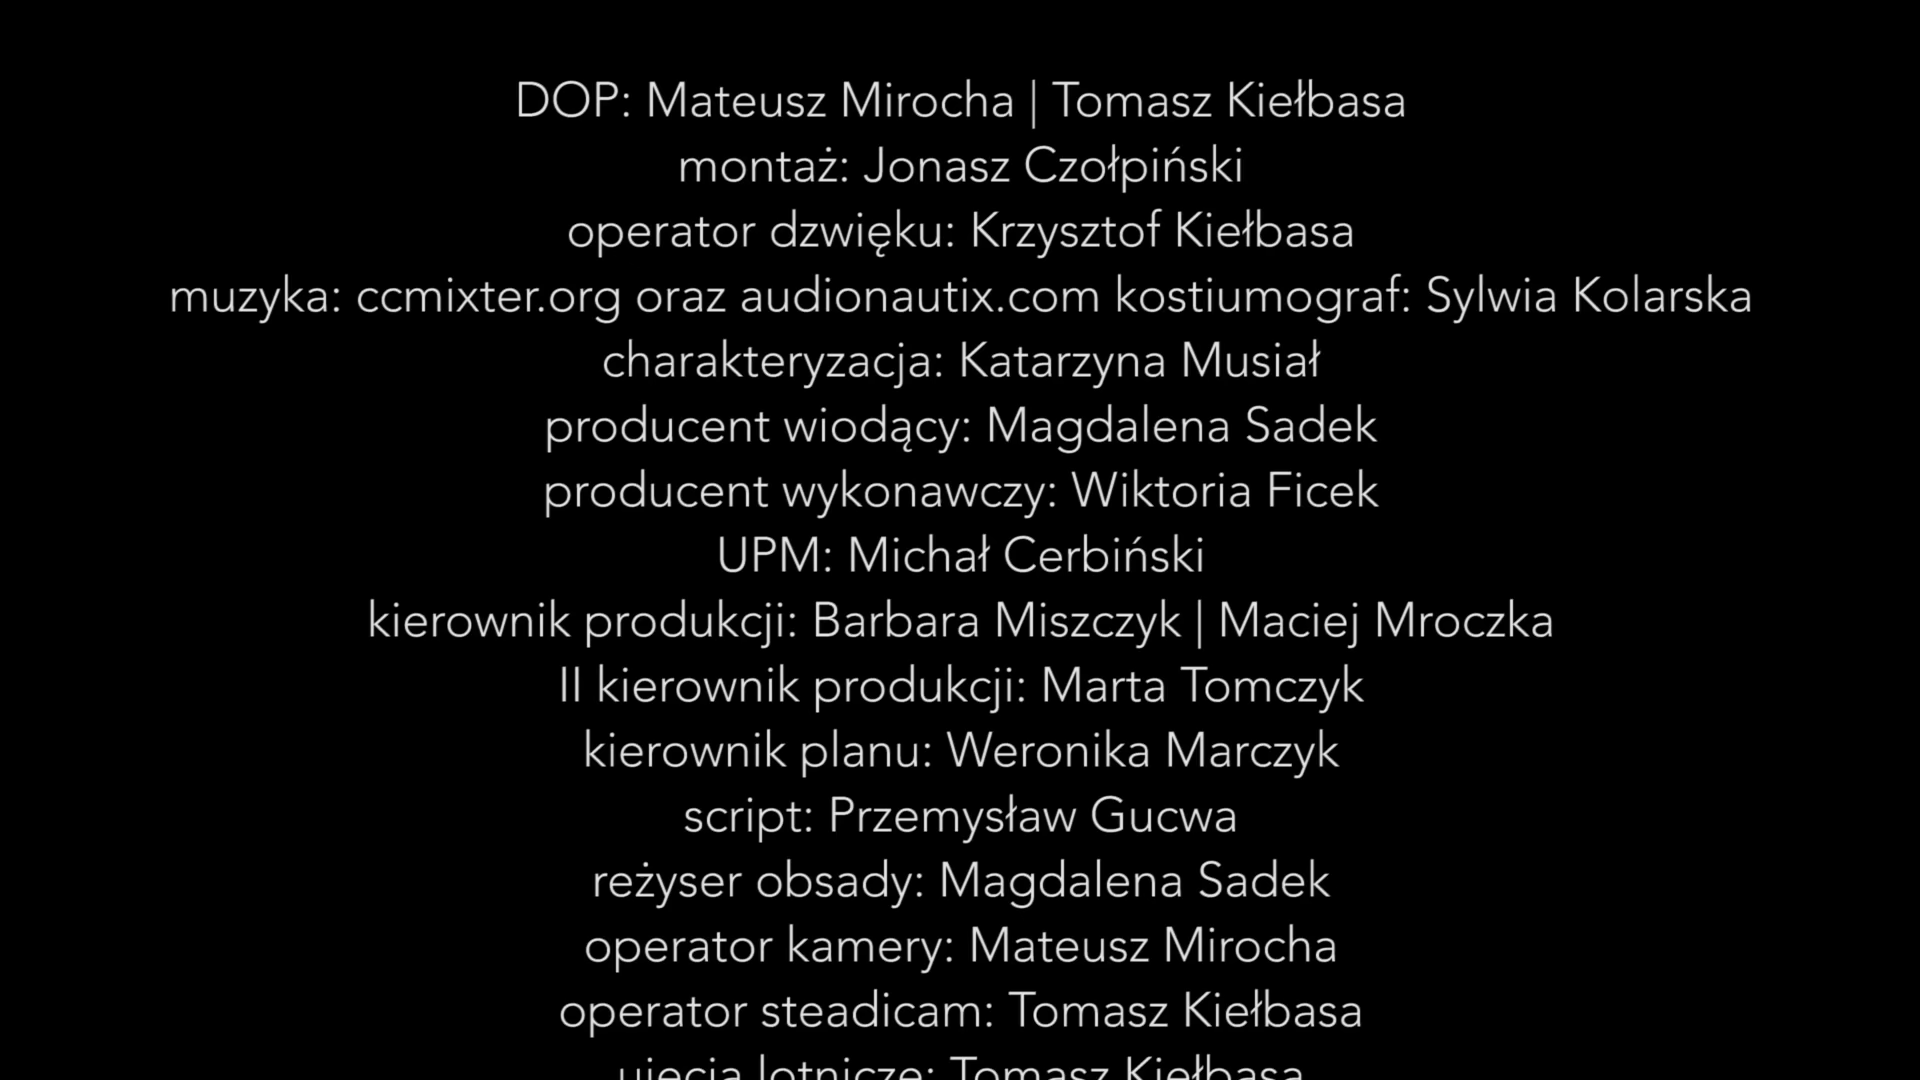 DOP: Mateusz Mirocha | Tomasz Kiełbasa
montaż: Jonasz Czołpiński
operator dzwięku: Krzysztof Kiełbasa
muzyka: ccmixter.org oraz audionautix.com kostiumograf: Sylwia Kolarska
charakteryzacja: Katarzyna Musiał
producent wiodący: Magdalena Sadek
producent wykonawczy: Wiktoria Ficek
UPM: Michał Cerbiński
kierownik produkcji: Barbara Miszczyk | Maciej Mroczka
II kierownik produkcji: Marta Tomczyk
kierownik planu: Weronika Marczyk
script: Przemysław Gucwa
reżyser obsady: Magdalena Sadek
operator kamery: Mateusz Mirocha
operator steadicam: Tomasz Kiełbasa
ujęcia lotnicze: Tomasz Kiełbasa